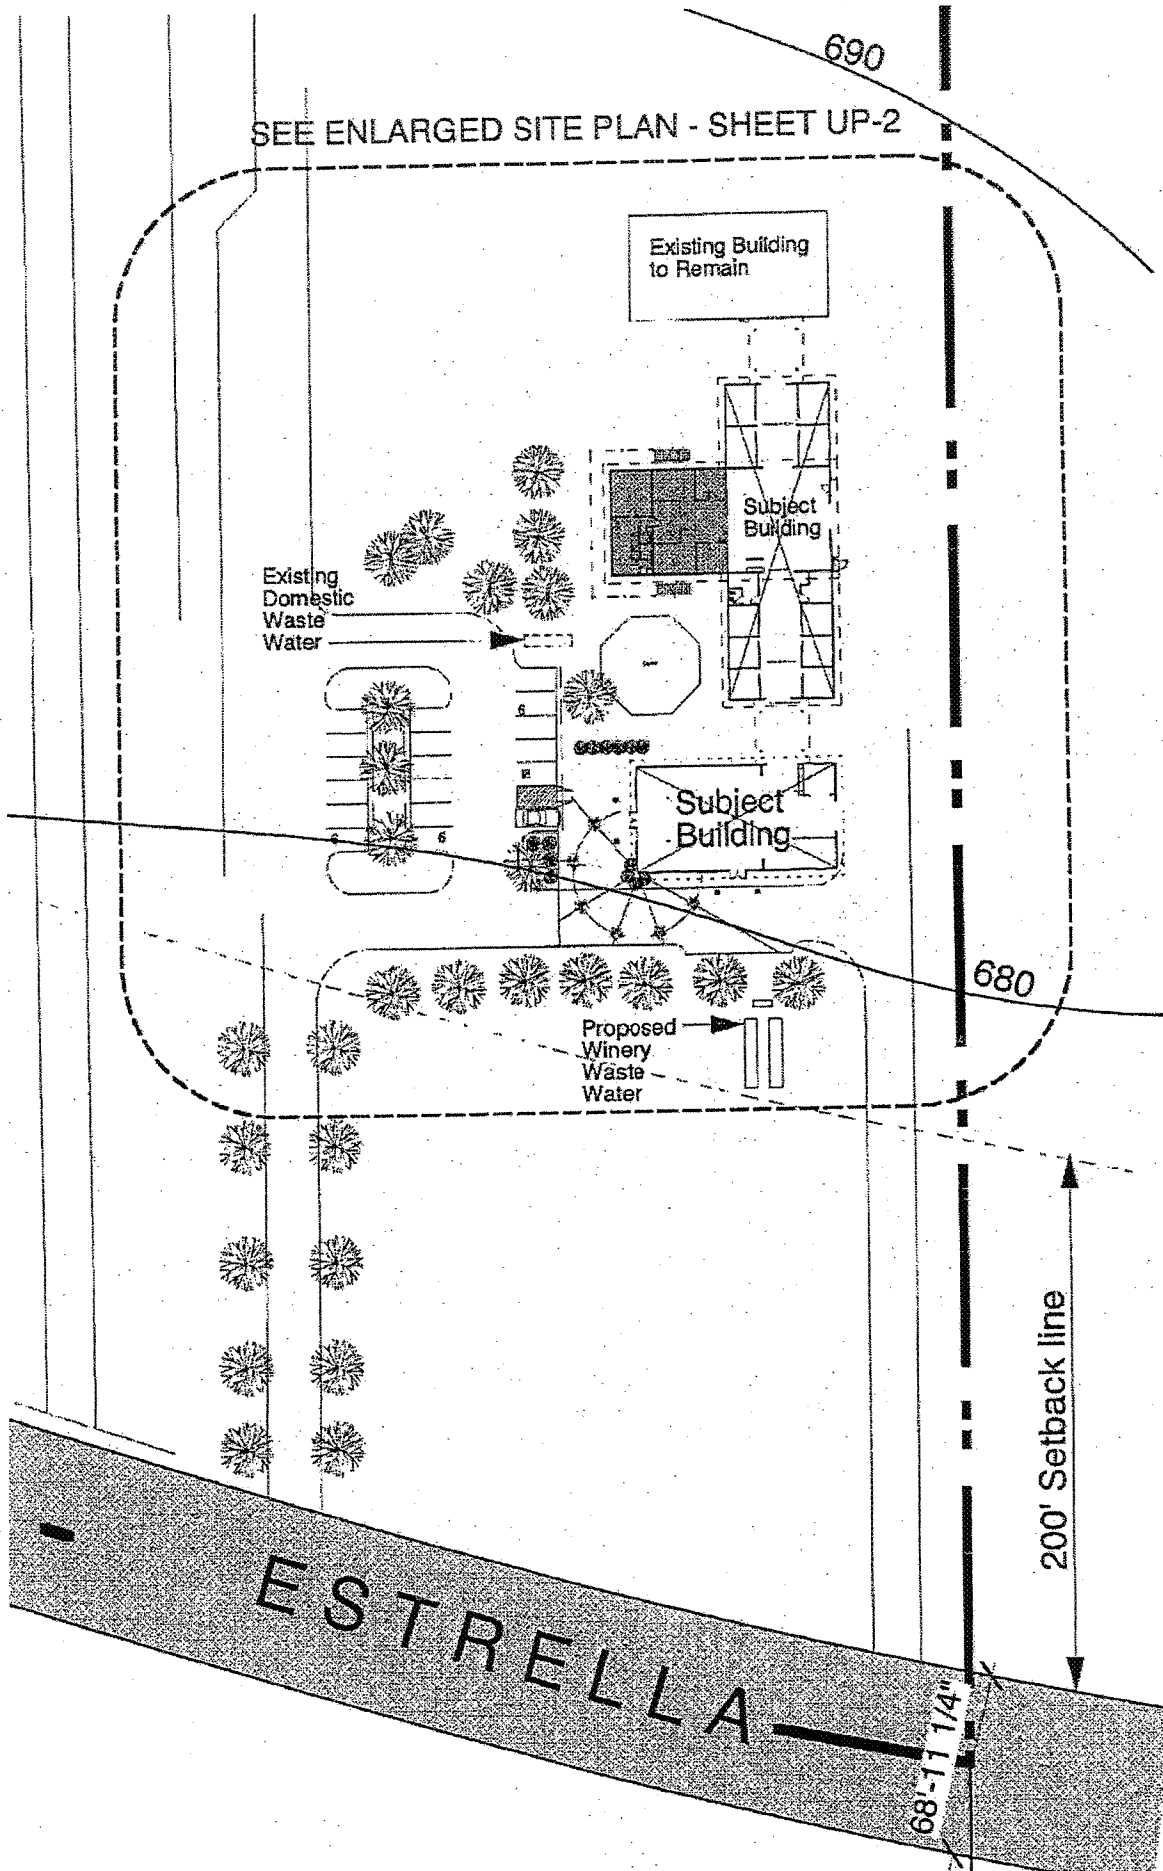 690
SEE ENLARGED SITE PLAN - SHEET UP-2
Existing Building
to Remain
Subject
Building
Existing
Domestic
Waste
Water
6
Subject
Building
6
6
680
Proposed
Winery
Waste
Water
200' Setback line
ESTRELLA
68'-11 1/4"